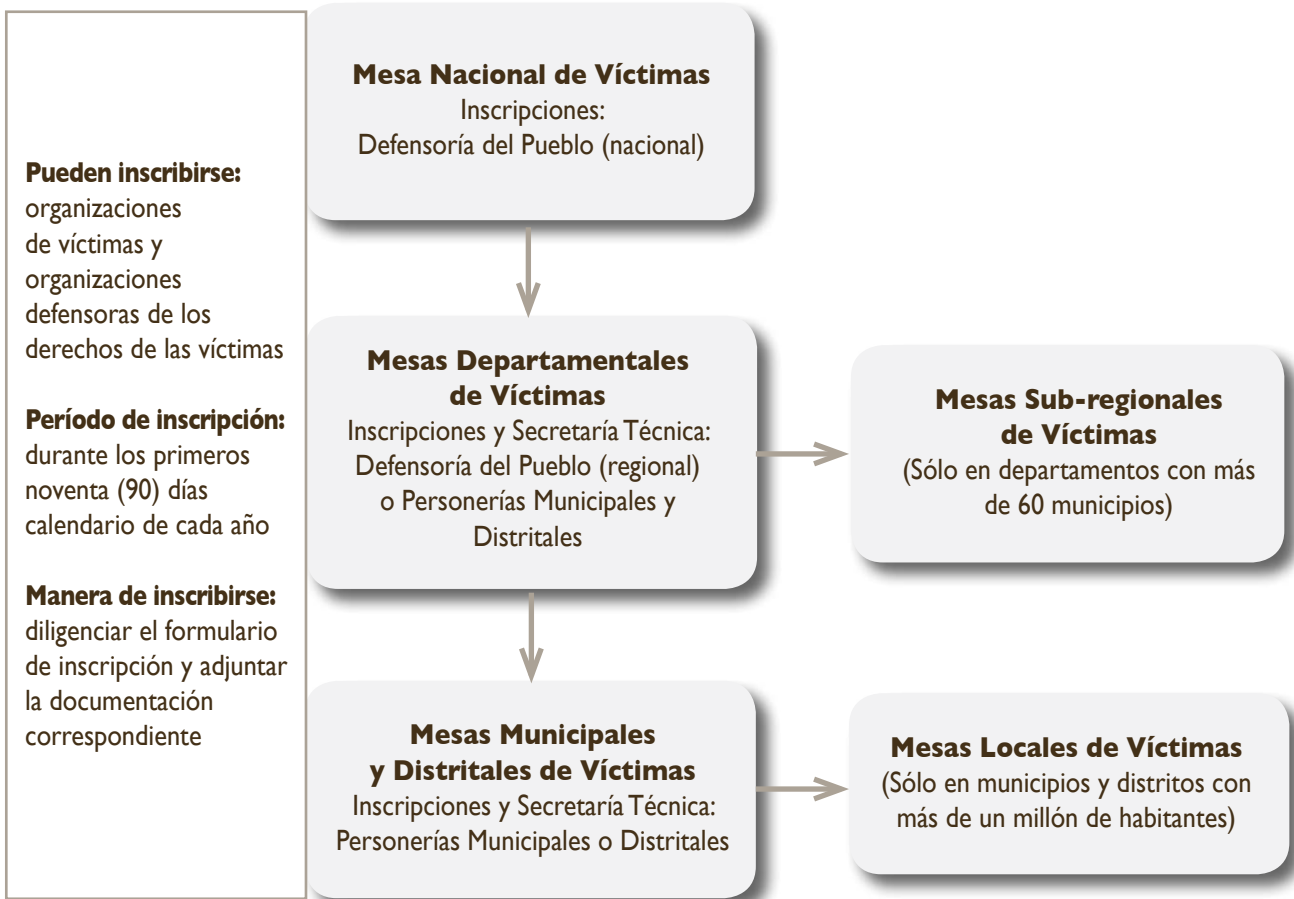 Pueden inscribirse:
organizaciones
de víctimas y
organizaciones
defensoras de los
derechos de las víctimas
Período de inscripción:
durante los primeros
noventa (90) días
calendario de cada año
Manera de inscribirse:
diligenciar el formulario
de inscripción y adjuntar
la documentación
correspondiente
Mesa Nacional de Víctimas
Inscripciones:
Defensoría del Pueblo (nacional)
Mesas Departamentales
de Víctimas
Inscripciones y Secretaría Técnica:
Defensoría del Pueblo (regional)
o Personerías Municipales y
Distritales
Mesas Sub-regionales
de Víctimas
(Sólo en departamentos con más
de 60 municipios)
Mesas Municipales
y Distritales de Víctimas
Inscripciones y Secretaría Técnica:
Personerías Municipales o Distritales
Mesas Locales de Víctimas
(Sólo en municipios y distritos con
más de un millón de habitantes)